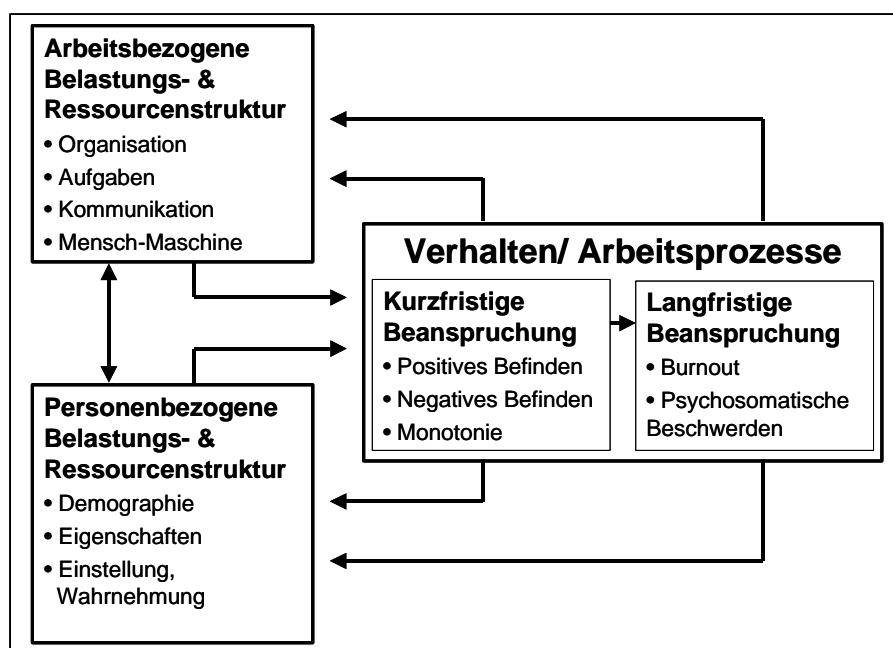 Arbeitsbezogene
Belastungs- &
Ressourcenstruktur
• Organisation
• Aufgaben
• Kommunikation
• Mensch-Maschine
Verhalten/ Arbeitsprozesse
Kurzfristige
Beanspruchung
• Positives Befinden
• Negatives Befinden
• Monotonie
Langfristige
Beanspruchung
• Burnout
• Psychosomatische
Beschwerden
Personenbezogene
Belastungs- &
Ressourcenstruktur
• Demographie
• Eigenschaften
• Einstellung,
Wahrnehmung